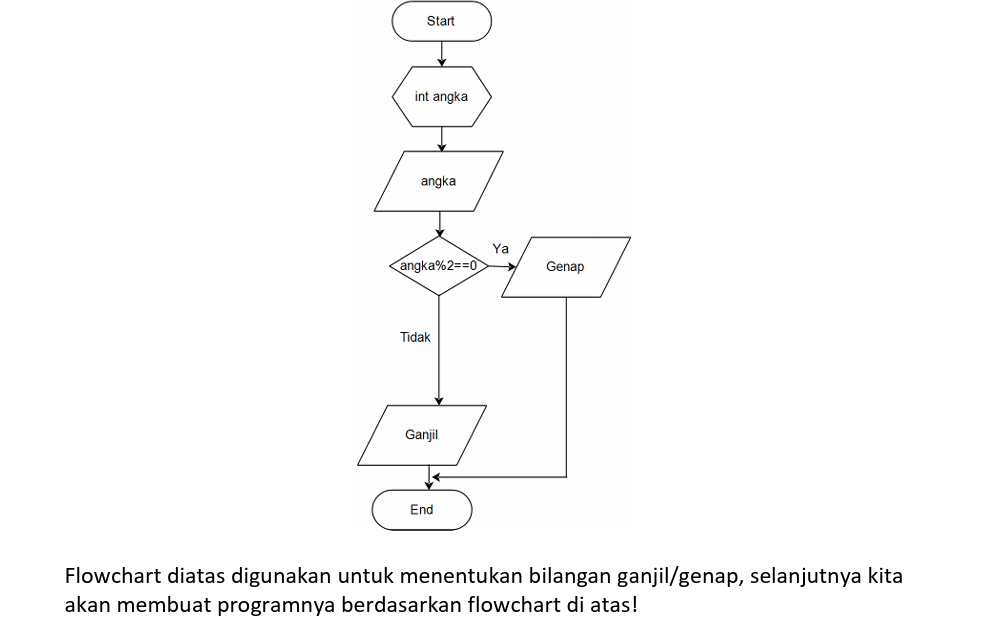 Start
int angka
angka
angka%2==0
Ya
Genap
Tidak
Ganjil
End
Flowchart diatas digunakan untuk menentukan bilangan ganjil/genap, selanjutnya kita
akan membuat programnya berdasarkan flowchart di atas!